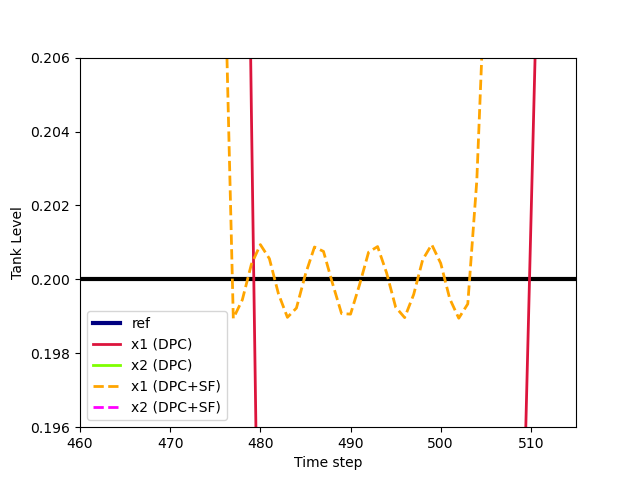 0.206
0.204
0.202
0.200
0.198
0.196
Tank Level
ref
x1 (DPC)
x2 (DPC)
x1 (DPC+SF)
x2 (DPC+SF)
460 470 480 490 500 510
Time step